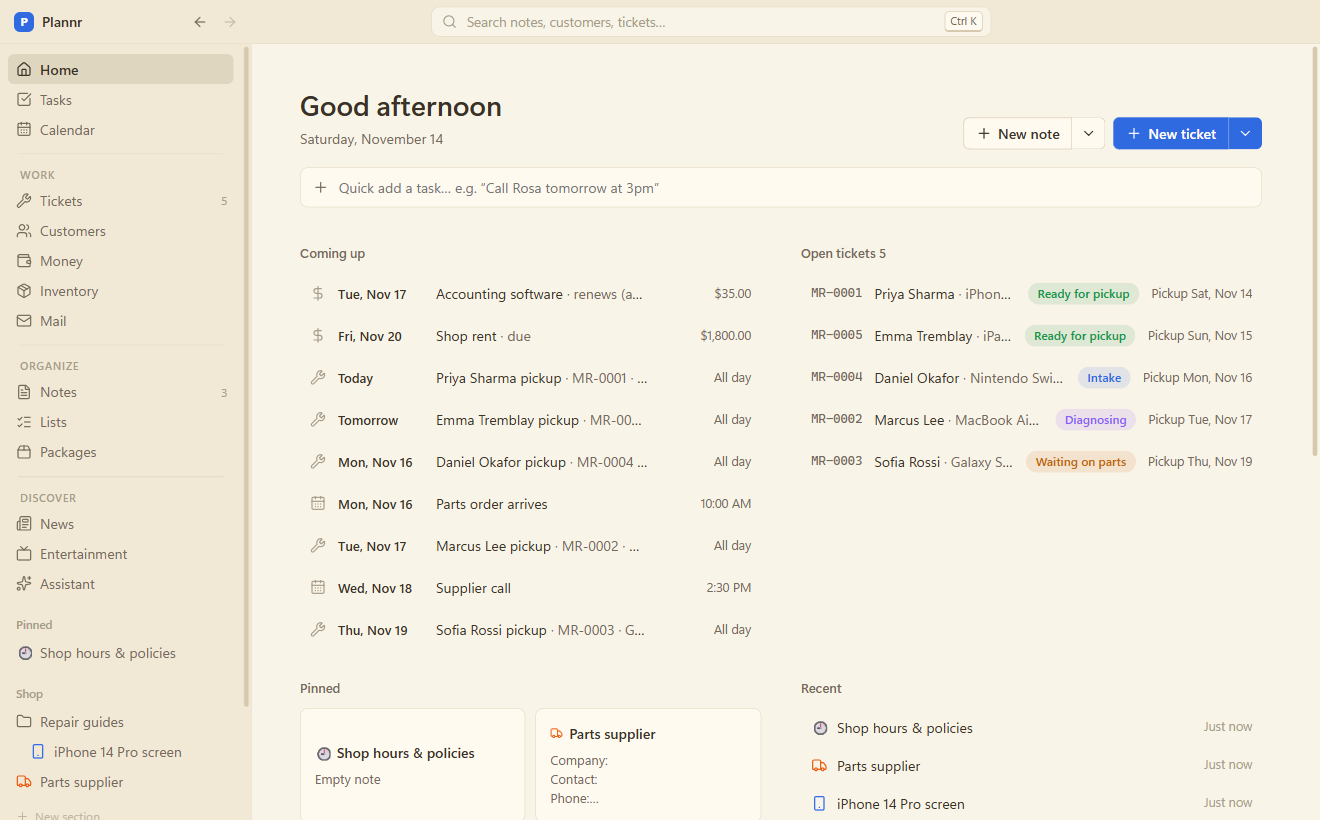 Plannr
Search notes, customers, tickets...
Ctrl K
Home
Tasks
Calendar
WORK
Tickets 5
Customers
Money
Inventory
Mail
ORGANIZE
Notes 3
Lists
Packages
DISCOVER
News
Entertainment
Assistant
Pinned
Shop hours & policies
Shop
Repair guides
iPhone 14 Pro screen
Parts supplier
New section
Good afternoon
Saturday, November 14
New note
New ticket
Quick add a task... e.g. “Call Rosa tomorrow at 3pm”
Coming up
Tue, Nov 17 Accounting software · renews (a... $35.00
Fri, Nov 20 Shop rent · due $1,800.00
Today Priya Sharma pickup · MR-0001 · ... All day
Tomorrow Emma Tremblay pickup · MR-00... All day
Mon, Nov 16 Daniel Okafor pickup · MR-0004 ... All day
Mon, Nov 16 Parts order arrives 10:00 AM
Tue, Nov 17 Marcus Lee pickup · MR-0002 · ... All day
Wed, Nov 18 Supplier call 2:30 PM
Thu, Nov 19 Sofia Rossi pickup · MR-0003 · G... All day
Open tickets 5
MR-0001 Priya Sharma · iPhon... Ready for pickup Pickup Sat, Nov 14
MR-0005 Emma Tremblay · iPa... Ready for pickup Pickup Sun, Nov 15
MR-0004 Daniel Okafor · Nintendo Swi... Intake Pickup Mon, Nov 16
MR-0002 Marcus Lee · MacBook Ai... Diagnosing Pickup Tue, Nov 17
MR-0003 Sofia Rossi · Galaxy S... Waiting on parts Pickup Thu, Nov 19
Pinned
Shop hours & policies
Empty note
Parts supplier
Company:
Contact:
Phone:...
Recent
Shop hours & policies Just now
Parts supplier Just now
iPhone 14 Pro screen Just now